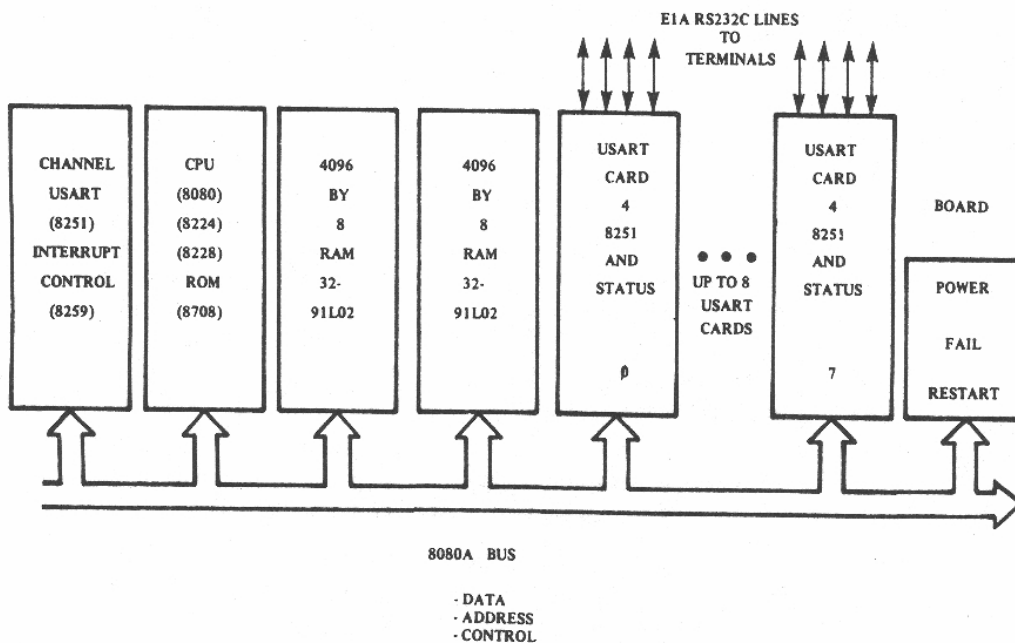 E1A RS232C LINES
TO
TERMINALS
CHANNEL
USART
(8251)
INTERRUPT
CONTROL
(8259)
CPU
(8080)
(8224)
(8228)
ROM
(8708)
4096
BY
8
RAM
32-
91L02
4096
BY
8
RAM
32-
91L02
USART
CARD
4
8251
AND
STATUS
0
UP TO 8
USART
CARDS
USART
CARD
4
8251
AND
STATUS
7
BOARD
POWER
FAIL
RESTART
8080A BUS
- DATA
- ADDRESS
- CONTROL